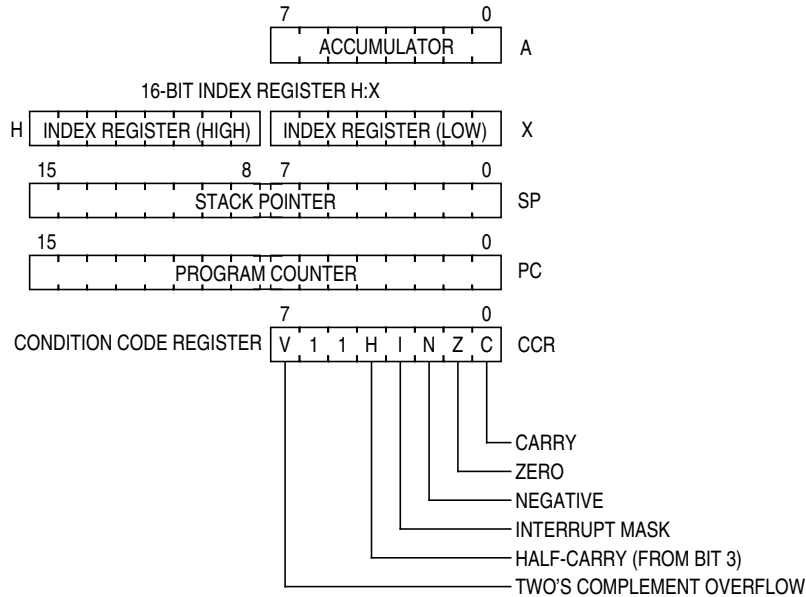 7 0
ACCUMULATOR A
16-BIT INDEX REGISTER H:X
H INDEX REGISTER (HIGH) INDEX REGISTER (LOW) X
15 8 7 0
STACK POINTER SP
15 0
PROGRAM COUNTER PC
7 0
CONDITION CODE REGISTER V 1 1 H I N Z C CCR
CARRY
ZERO
NEGATIVE
INTERRUPT MASK
HALF-CARRY (FROM BIT 3)
TWO'S COMPLEMENT OVERFLOW